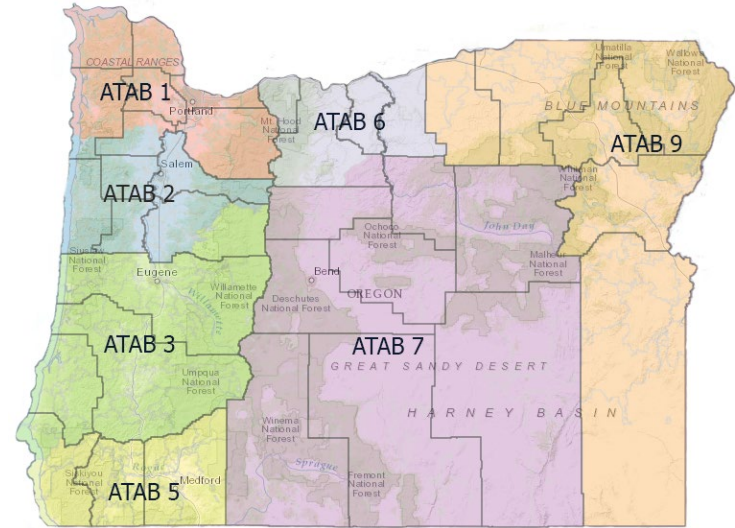 COASTAL RANGES
ATAB 1
Portland
Mt. Hood
National
Forest
ATAB 6
Umatilla
National
Forest
Wallowa
National
Forest
BLUE MOUNTAINS
ATAB 9
Salem
ATAB 2
Whitman
National
Forest
Siuslaw
National
Forest
Eugene
Willamette
National
Forest
Willamette
Ochoco
National
Forest
John Day
Malheur
National
Forest
Bend
OREGON
Deschutes
National Forest
ATAB 3
ATAB 7
GREAT SANDY DESERT
Umpqua
National
Forest
HARNEY BASIN
Winema
National
Forest
Sprague
Fremont
National
Forest
Siskiyou
National
Forest
Rogue
Medford
ATAB 5